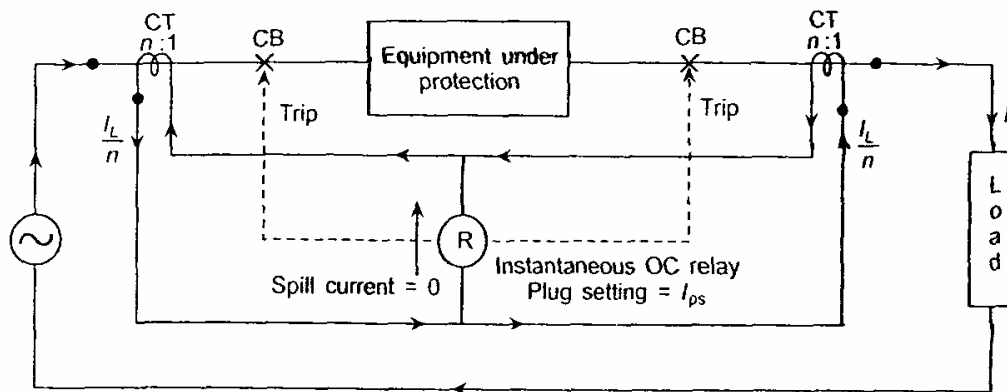 CT
n:1
CB
Equipment under
protection
CB
CT
n:1
Trip
Trip
I_L
n
I_L
n
L
o
a
d
R
Spill current = 0
Instantaneous OC relay
Plug setting = I_ps